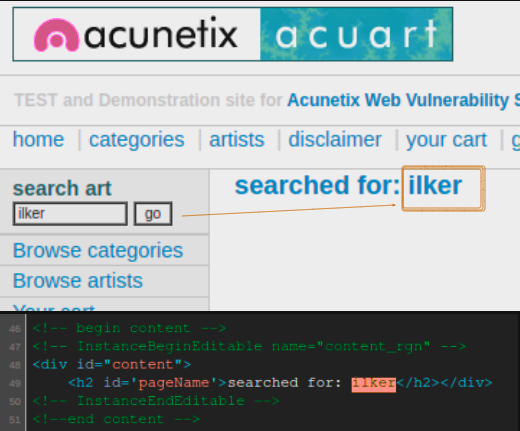 acunetix acuart
TEST and Demonstration site for Acunetix Web Vulnerability
home | categories | artists | disclaimer | your cart |
search art
ilker go
searched for: ilker
Browse categories
Browse artists
Your cart
46 <!-- begin content -->
47 <!-- InstanceBeginEditable name="content_rgn" -->
48 <div id="content">
49 <h2 id='pageName'>searched for: ilker</h2></div>
50 <!-- InstanceEndEditable -->
51 <!--end content -->